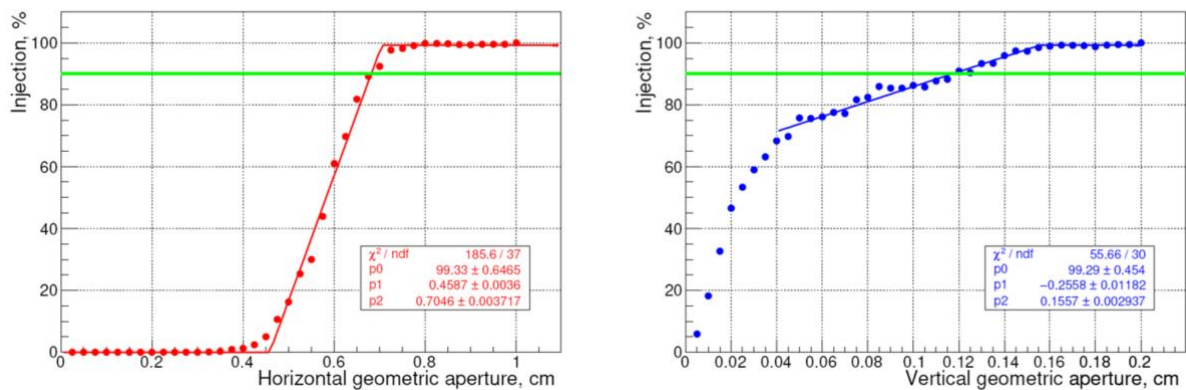 Injection, %
100
80
60
40
20
0
χ² / ndf 185.6 / 37
p0 99.33 ± 0.6465
p1 0.4587 ± 0.0036
p2 0.7046 ± 0.003717
0 0.2 0.4 0.6 0.8 1
Horizontal geometric aperture, cm
Injection, %
100
80
60
40
20
0
χ² / ndf 55.66 / 30
p0 99.29 ± 0.454
p1 −0.2558 ± 0.01182
p2 0.1557 ± 0.002937
0 0.02 0.04 0.06 0.08 0.1 0.12 0.14 0.16 0.18 0.2
Vertical geometric aperture, cm